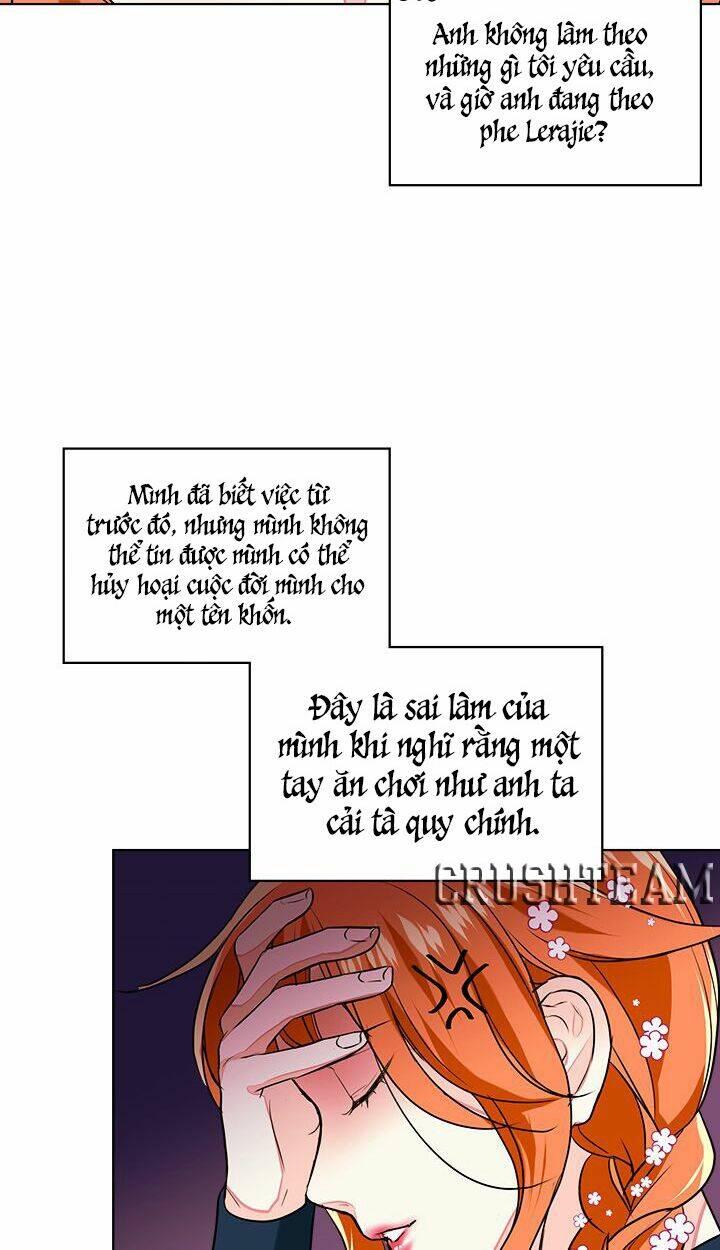 Anh không làm theo
những gì tôi yêu cầu,
và giờ anh đang theo
phe Lerajie?
Mình đã biết việc từ
trước đó, nhưng mình không
thể tin được mình có thể
hủy hoại cuộc đời mình cho
một tên khốn.
Đây là sai lầm của
mình khi nghĩ rằng một
tay ăn chơi như anh ta
cải tà quy chính.
CRUSHTEAM